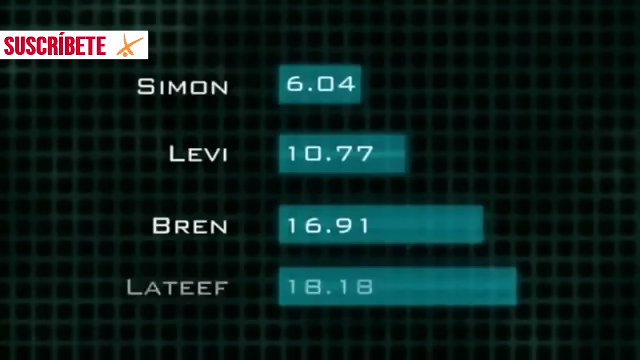 SUSCRÍBETE
SIMON 6.04
LEVI 10.77
BREN 16.91
LATEEF 18.18